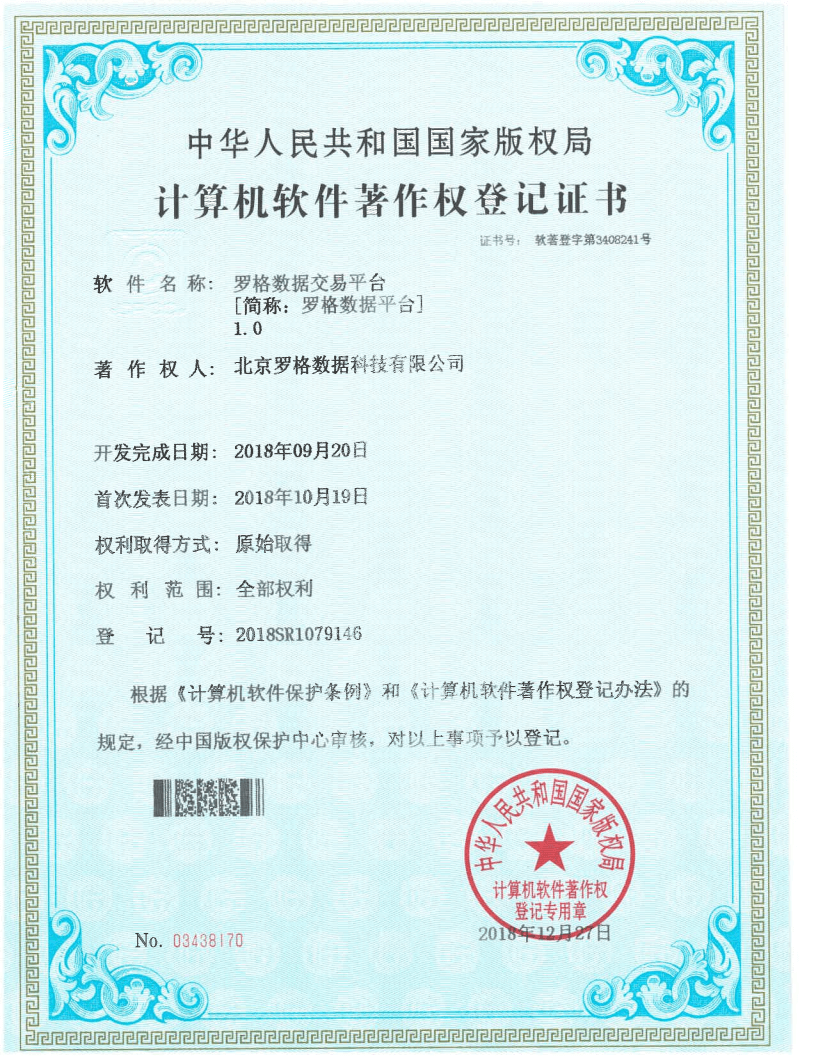 中华人民共和国国家版权局
计算机软件著作权登记证书
证书号： 软著登字第3408241号
软件名称： 罗格数据交易平台
[简称：罗格数据平台]
1.0
著作权人： 北京罗格数据科技有限公司
开发完成日期： 2018年09月20日
首次发表日期： 2018年10月19日
权利取得方式： 原始取得
权利范围： 全部权利
登记号： 2018SR1079146
根据《计算机软件保护条例》和《计算机软件著作权登记办法》的
规定，经中国版权保护中心审核，对以上事项予以登记。
中华人民共和国国家版权局
计算机软件著作权
登记专用章
2018年12月27日
No. 03438170